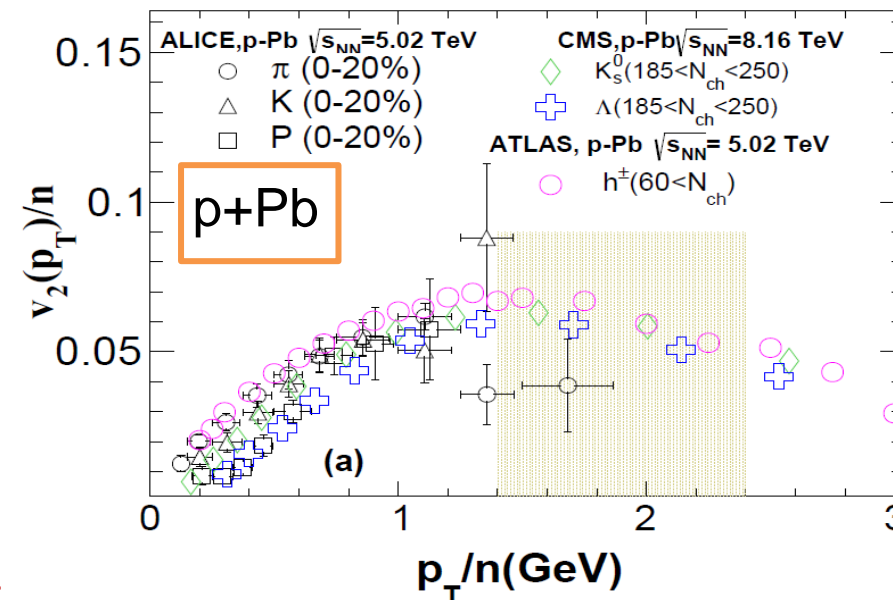 ALICE,p-Pb √sNN=5.02 TeV
π (0-20%)
K (0-20%)
P (0-20%)
CMS,p-Pb√sNN=8.16 TeV
K0s(185<Nch<250)
Λ(185<Nch<250)
ATLAS, p-Pb √sNN= 5.02 TeV
h±(60<Nch)
p+Pb
(a)
v2(pT)/n
0.15
0.1
0.05
0
1
2
3
pT/n(GeV)